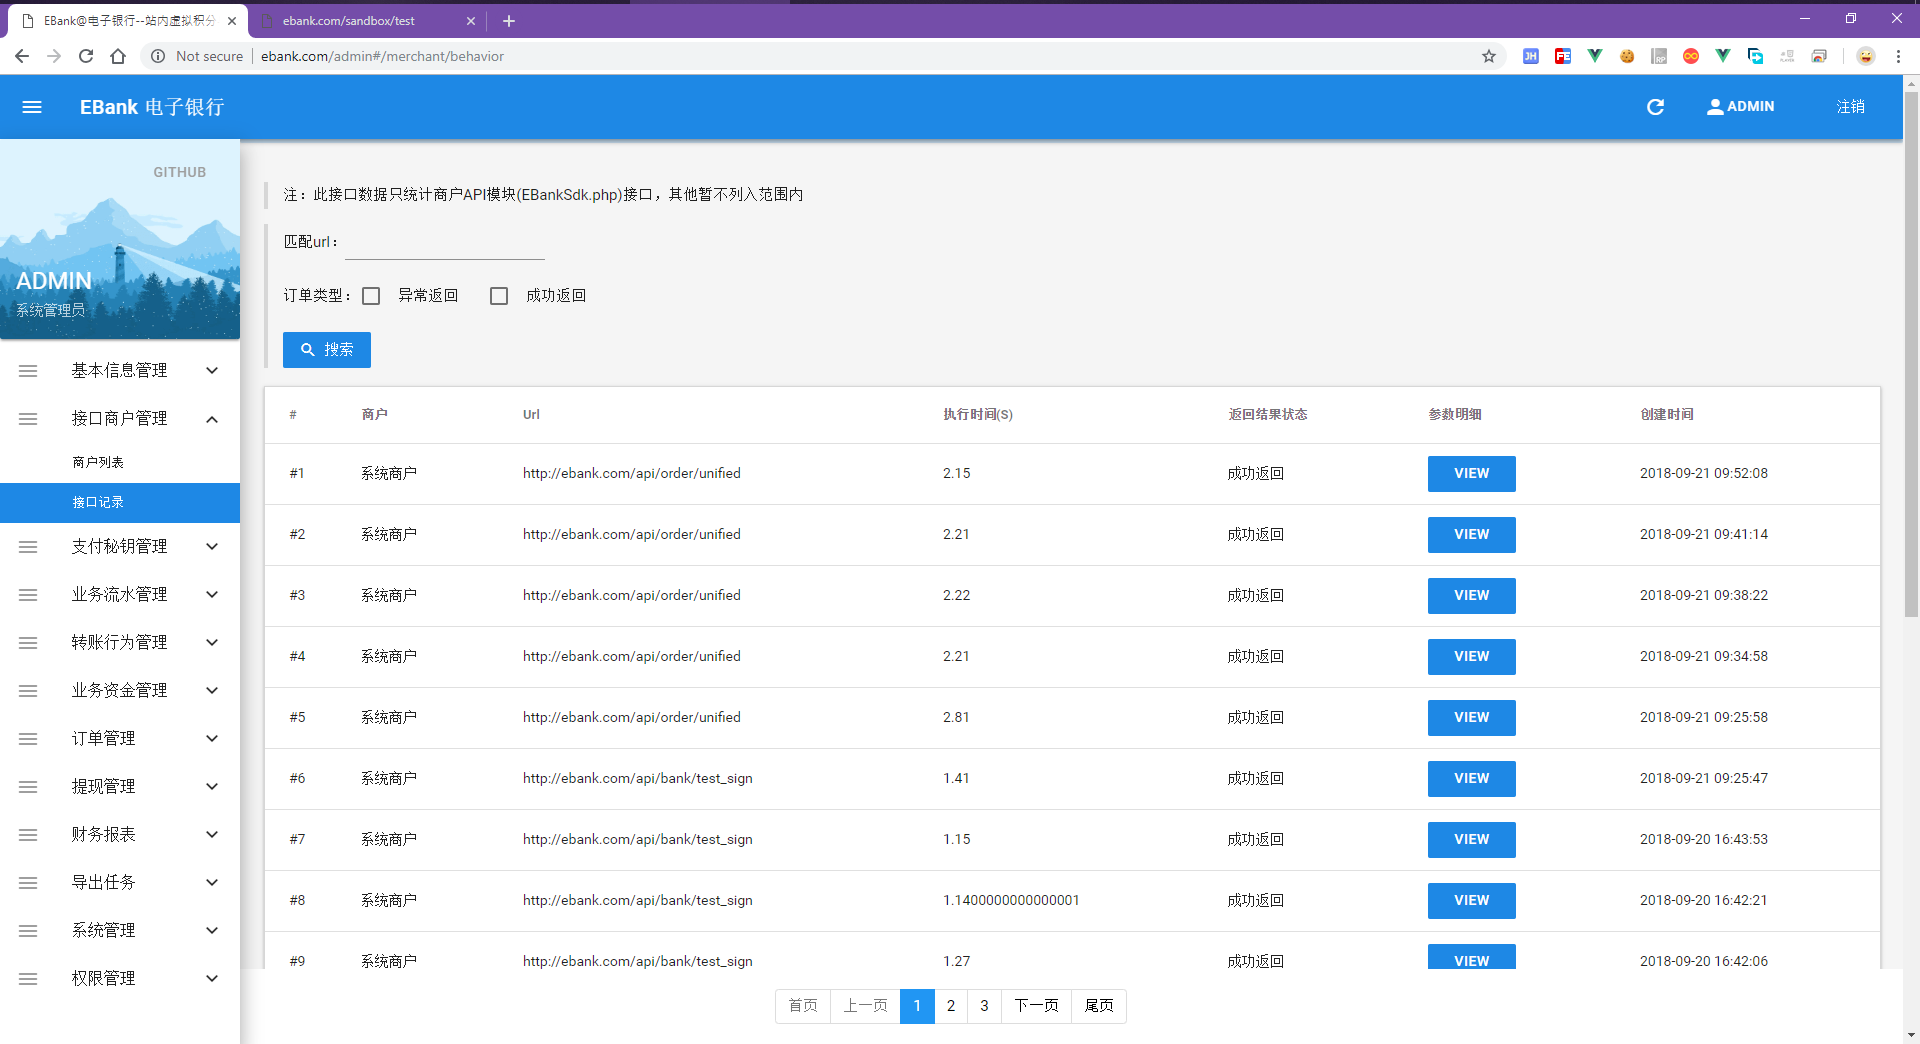 EBank@电子银行--站内虚拟积分
ebank.com/sandbox/test
Not secure
ebank.com/admin#/merchant/behavior
EBank 电子银行
ADMIN
注销
GITHUB
ADMIN
系统管理员
基本信息管理
接口商户管理
商户列表
接口记录
支付秘钥管理
业务流水管理
转账行为管理
业务资金管理
订单管理
提现管理
财务报表
导出任务
系统管理
权限管理
注：此接口数据只统计商户API模块(EBankSdk.php)接口，其他暂不列入范围内
匹配url：
订单类型： 异常返回 成功返回
搜索
# 商户 Url 执行时间(S) 返回结果状态 参数明细 创建时间
#1 系统商户 http://ebank.com/api/order/unified 2.15 成功返回 VIEW 2018-09-21 09:52:08
#2 系统商户 http://ebank.com/api/order/unified 2.21 成功返回 VIEW 2018-09-21 09:41:14
#3 系统商户 http://ebank.com/api/order/unified 2.22 成功返回 VIEW 2018-09-21 09:38:22
#4 系统商户 http://ebank.com/api/order/unified 2.21 成功返回 VIEW 2018-09-21 09:34:58
#5 系统商户 http://ebank.com/api/order/unified 2.81 成功返回 VIEW 2018-09-21 09:25:58
#6 系统商户 http://ebank.com/api/bank/test_sign 1.41 成功返回 VIEW 2018-09-21 09:25:47
#7 系统商户 http://ebank.com/api/bank/test_sign 1.15 成功返回 VIEW 2018-09-20 16:43:53
#8 系统商户 http://ebank.com/api/bank/test_sign 1.1400000000000001 成功返回 VIEW 2018-09-20 16:42:21
#9 系统商户 http://ebank.com/api/bank/test_sign 1.27 成功返回 VIEW 2018-09-20 16:42:06
首页 上一页 1 2 3 下一页 尾页